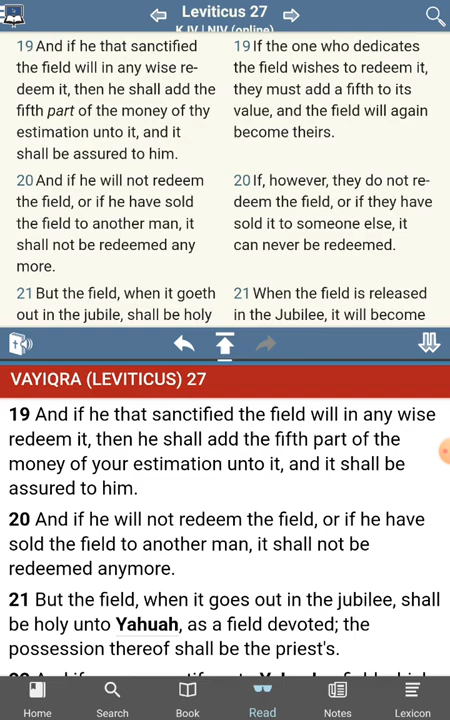 Leviticus 27
KJV | NIV (online)
19 And if he that sanctified
the field will in any wise re-
deem it, then he shall add the
fifth part of the money of thy
estimation unto it, and it
shall be assured to him.
20 And if he will not redeem
the field, or if he have sold
the field to another man, it
shall not be redeemed any
more.
21 But the field, when it goeth
out in the jubile, shall be holy
19 If the one who dedicates
the field wishes to redeem it,
they must add a fifth to its
value, and the field will again
become theirs.
20 If, however, they do not re-
deem the field, or if they have
sold it to someone else, it
can never be redeemed.
21 When the field is released
in the Jubilee, it will become
VAYIQRA (LEVITICUS) 27
19 And if he that sanctified the field will in any wise
redeem it, then he shall add the fifth part of the
money of your estimation unto it, and it shall be
assured to him.
20 And if he will not redeem the field, or if he have
sold the field to another man, it shall not be
redeemed anymore.
21 But the field, when it goes out in the jubilee, shall
be holy unto Yahuah, as a field devoted; the
possession thereof shall be the priest's.
Home
Search
Book
Read
Notes
Lexicon